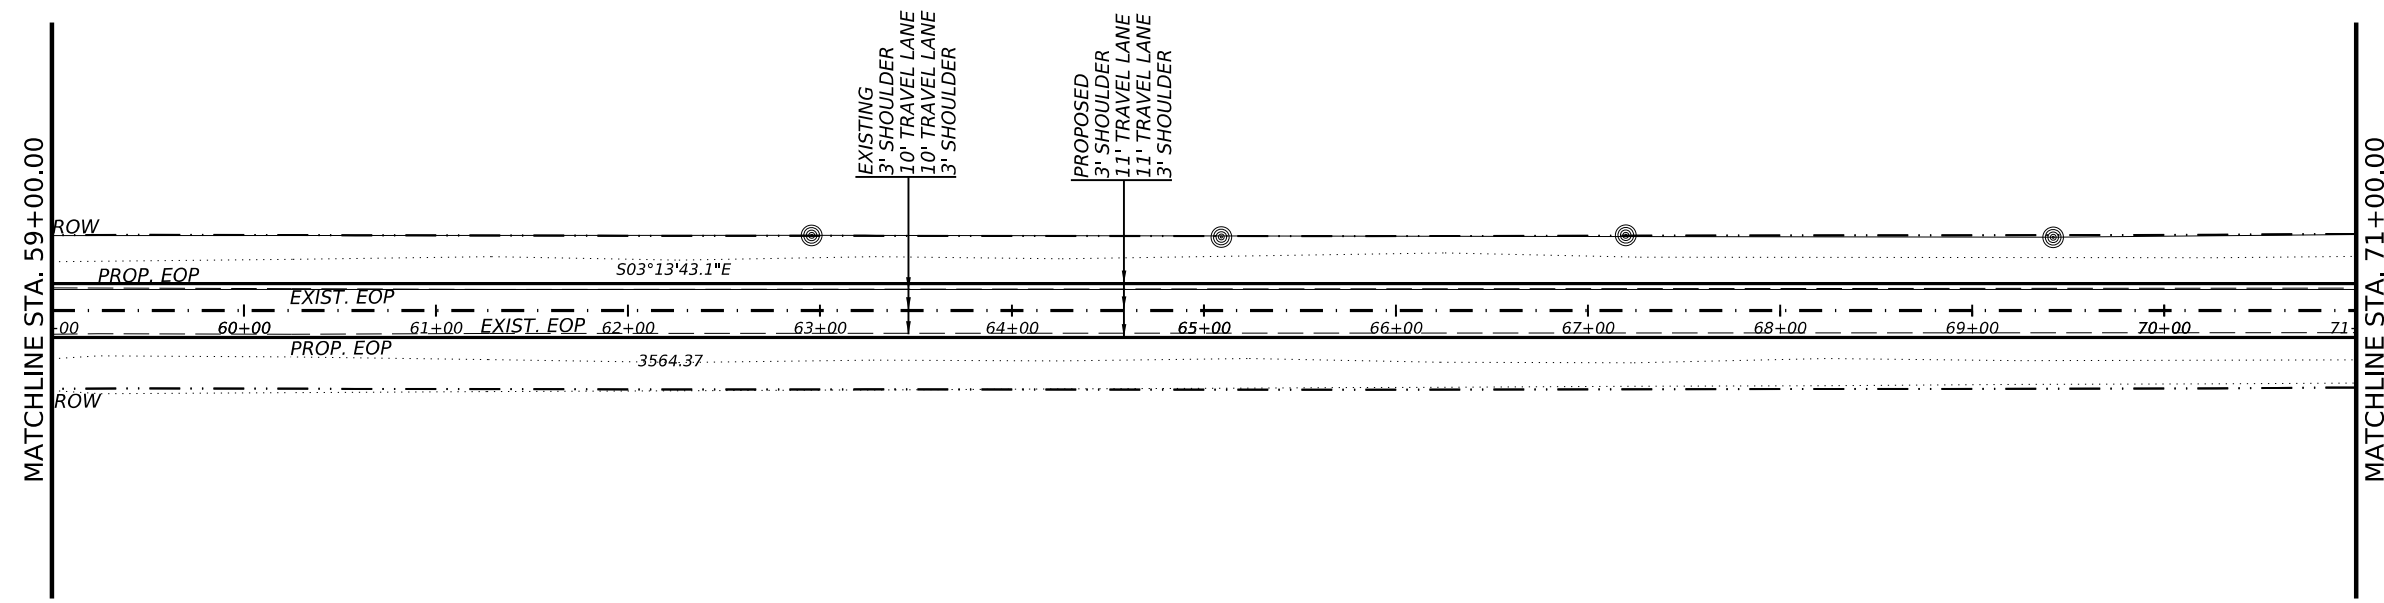 MATCHLINE STA. 59+00.00
EXISTING
3' SHOULDER
10' TRAVEL LANE
10' TRAVEL LANE
3' SHOULDER
PROPOSED
3' SHOULDER
11' TRAVEL LANE
11' TRAVEL LANE
3' SHOULDER
ROW
PROP. EOP
S03°13'43.1"E
EXIST. EOP
+00 60+00 61+00 EXIST. EOP 62+00 63+00 64+00 65+00 66+00 67+00 68+00 69+00 70+00 71+
PROP. EOP
3564.37
ROW
MATCHLINE STA. 71+00.00